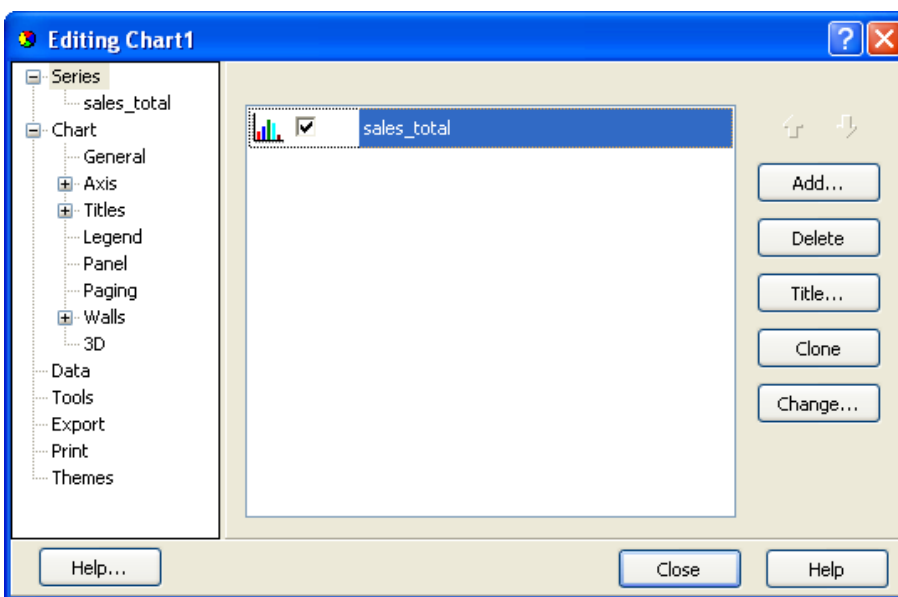 Editing Chart1
Series
sales_total
Chart
General
Axis
Titles
Legend
Panel
Paging
Walls
3D
Data
Tools
Export
Print
Themes
sales_total
Add...
Delete
Title...
Clone
Change...
Help...
Close
Help